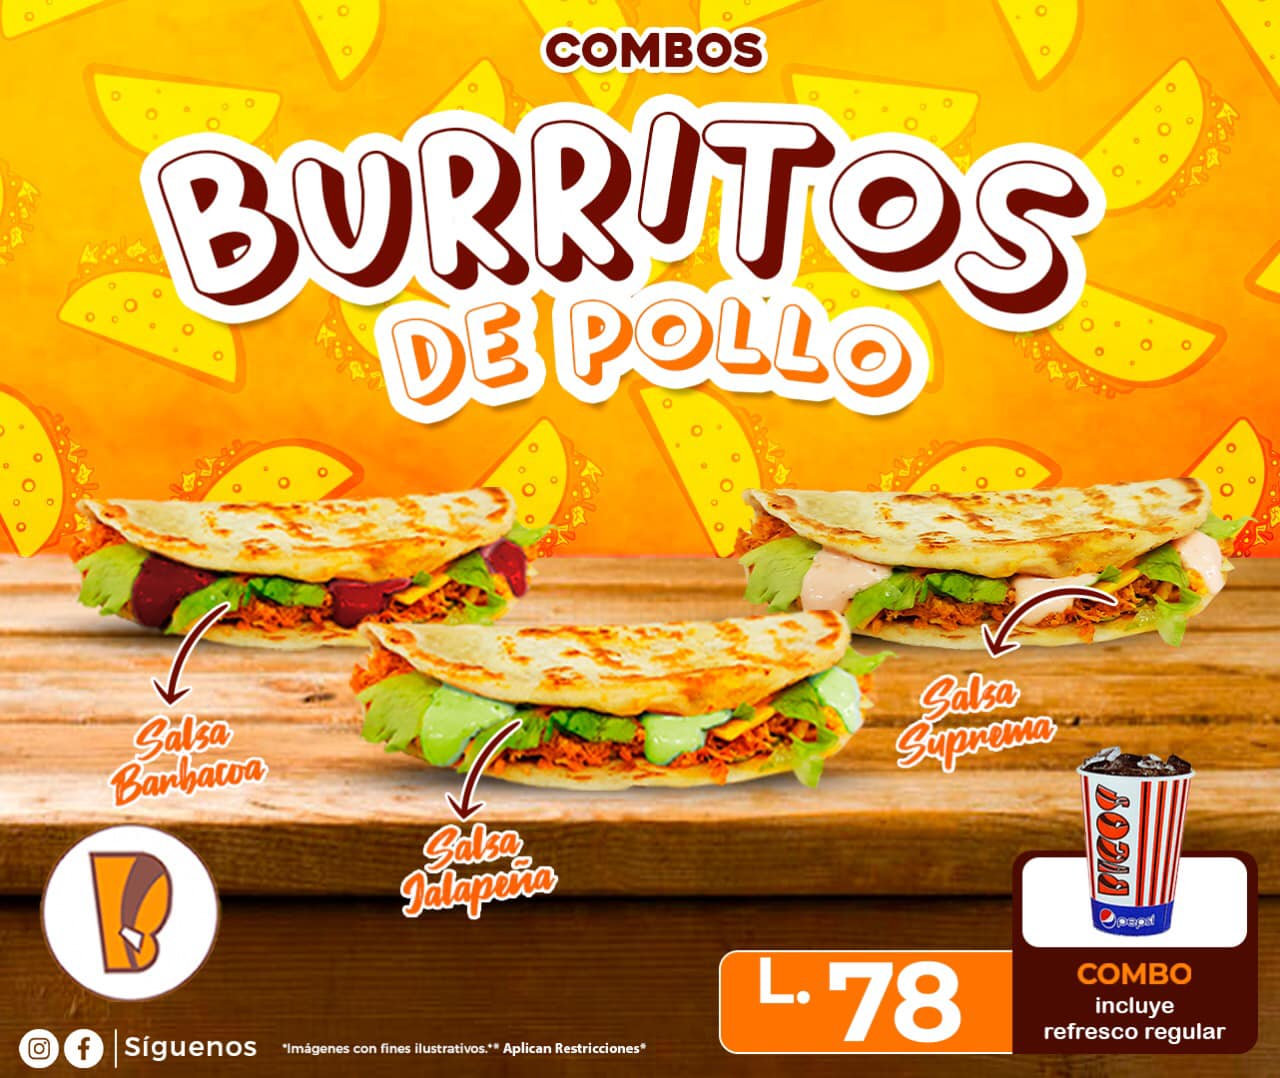 COMBOS
BURRITOS
DE POLLO
Salsa
Barbacoa
Salsa
Jalapeña
Salsa
Suprema
BIGOS
pepsi
L. 78
COMBO
incluye
refresco regular
Síguenos
*Imágenes con fines ilustrativos.** Aplican Restricciones*